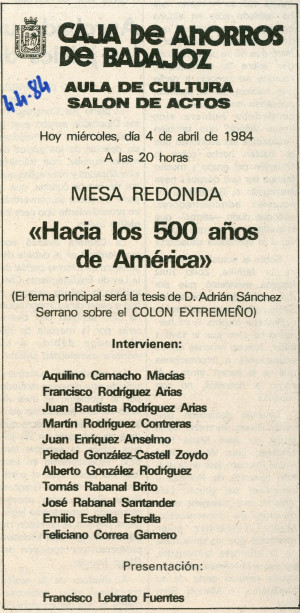 CAJA DE AHORROS
DE BADAJOZ
AULA DE CULTURA
SALON DE ACTOS
4-4-84
Hoy miércoles, día 4 de abril de 1984
A las 20 horas
MESA REDONDA
«Hacia los 500 años
de América»
(El tema principal será la tesis de D. Adrián Sánchez
Serrano sobre el COLON EXTREMEÑO)
Intervienen:
Aquilino Camacho Macías
Francisco Rodríguez Arias
Juan Bautista Rodríguez Arias
Martín Rodríguez Contreras
Juan Enríquez Anselmo
Piedad González-Castell Zoydo
Alberto González Rodríguez
Tomás Rabanal Brito
José Rabanal Santander
Emilio Estrella Estrella
Feliciano Correa Gamero
Presentación:
Francisco Lebrato Fuentes